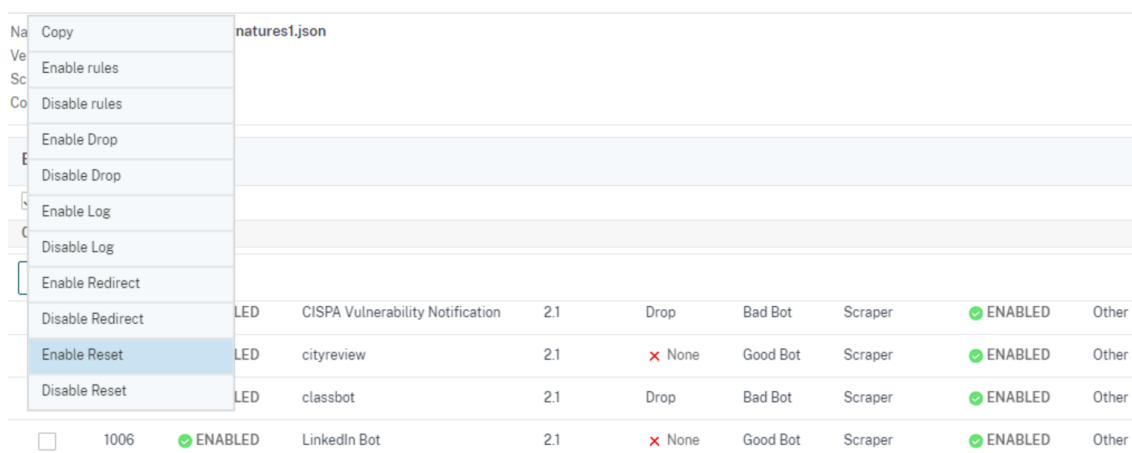 Na
natures1.json
Ve
Sc
Co
Copy
Enable rules
Disable rules
Enable Drop
Disable Drop
Enable Log
Disable Log
Enable Redirect
Disable Redirect
Enable Reset
Disable Reset
LED CISPA Vulnerability Notification 2.1 Drop Bad Bot Scraper ENABLED Other
LED cityreview 2.1 None Good Bot Scraper ENABLED Other
LED classbot 2.1 Drop Bad Bot Scraper ENABLED Other
1006 ENABLED LinkedIn Bot 2.1 None Good Bot Scraper ENABLED Other